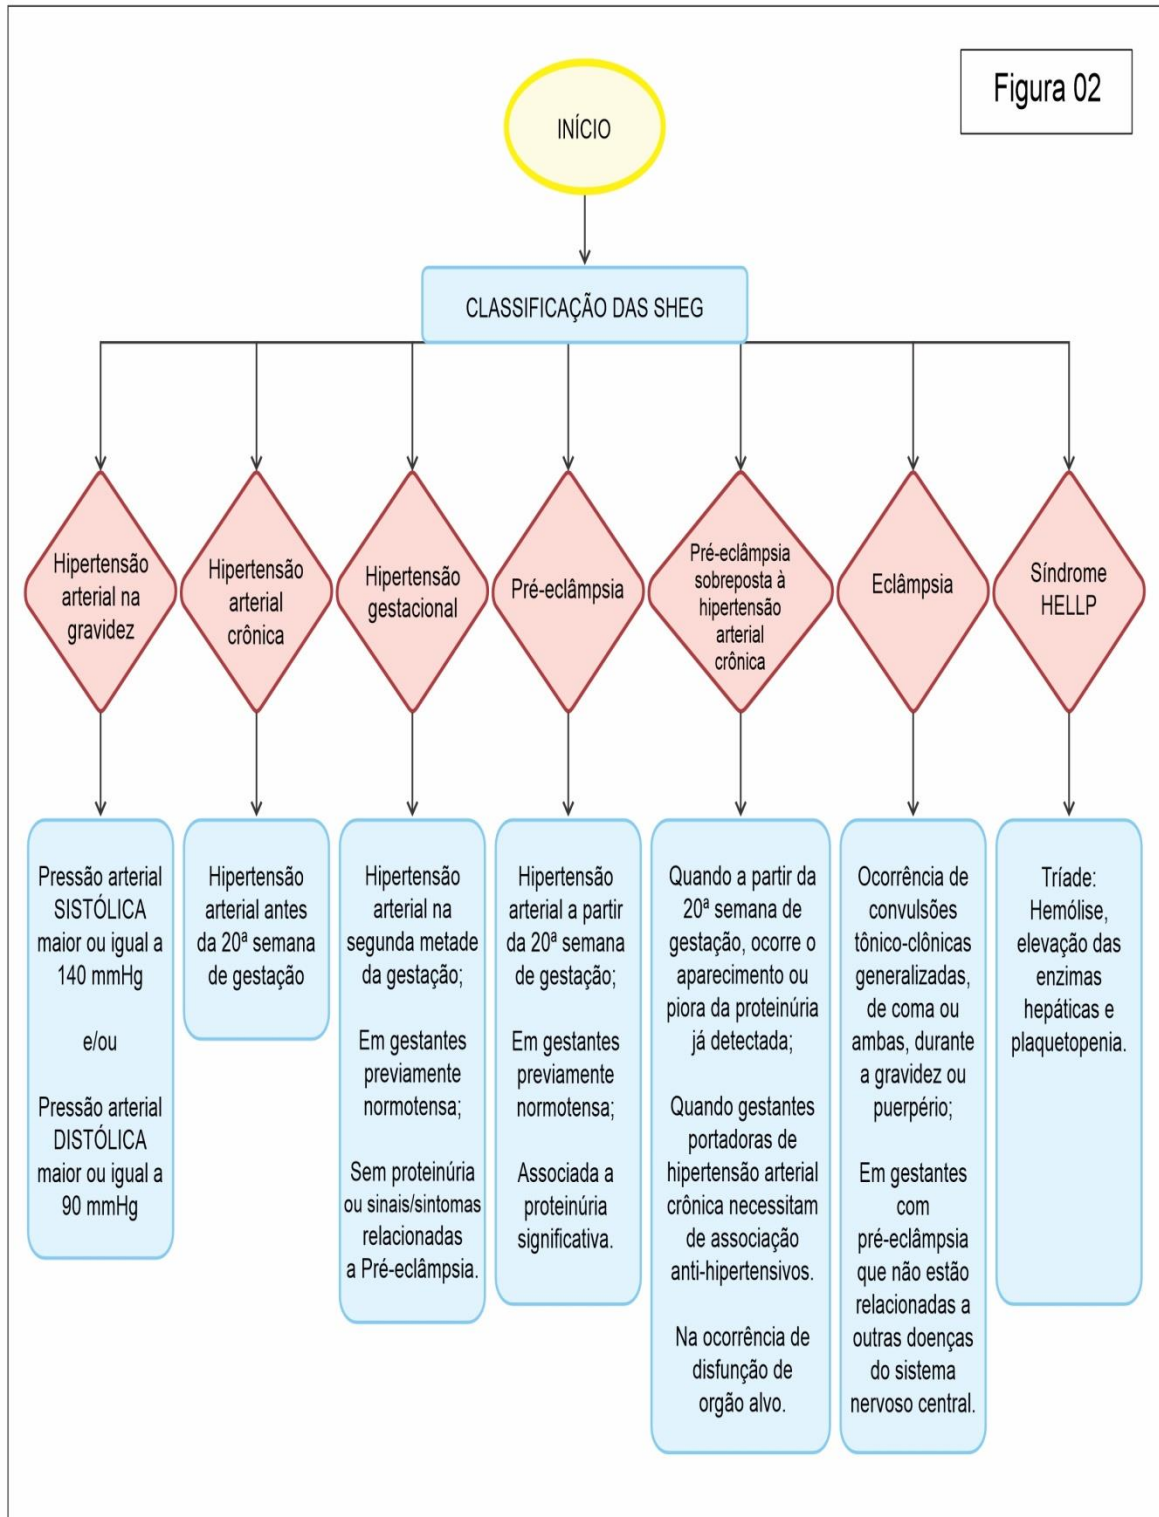 Figura 02
INÍCIO
CLASSIFICAÇÃO DAS SHEG
Hipertensão
arterial na
gravidez
Hipertensão
arterial
crônica
Hipertensão
gestacional
Pré-eclâmpsia
Pré-eclâmpsia
sobreposta à
hipertensão
arterial
crônica
Eclâmpsia
Síndrome
HELLP
Pressão arterial
SISTÓLICA
maior ou igual a
140 mmHg
e/ou
Pressão arterial
DISTÓLICA
maior ou igual a
90 mmHg
Hipertensão
arterial antes
da 20ª semana
de gestação
Hipertensão
arterial na
segunda metade
da gestação;
Em gestantes
previamente
normotensa;
Sem proteinúria
ou sinais/sintomas
relacionadas
a Pré-eclâmpsia.
Hipertensão
arterial a partir
da 20ª semana
de gestação;
Em gestantes
previamente
normotensa;
Associada a
proteinúria
significativa.
Quando a partir da
20ª semana de
gestação, ocorre o
aparecimento ou
piora da proteinúria
já detectada;
Quando gestantes
portadoras de
hipertensão arterial
crônica necessitam
de associação
anti-hipertensivos.
Na ocorrência de
disfunção de
orgão alvo.
Ocorrência de
convulsões
tônico-clônicas
generalizadas,
de coma ou
ambas, durante
a gravidez ou
puerpério;
Em gestantes
com
pré-eclâmpsia
que não estão
relacionadas a
outras doenças
do sistema
nervoso central.
Tríade:
Hemólise,
elevação das
enzimas
hepáticas e
plaquetopenia.